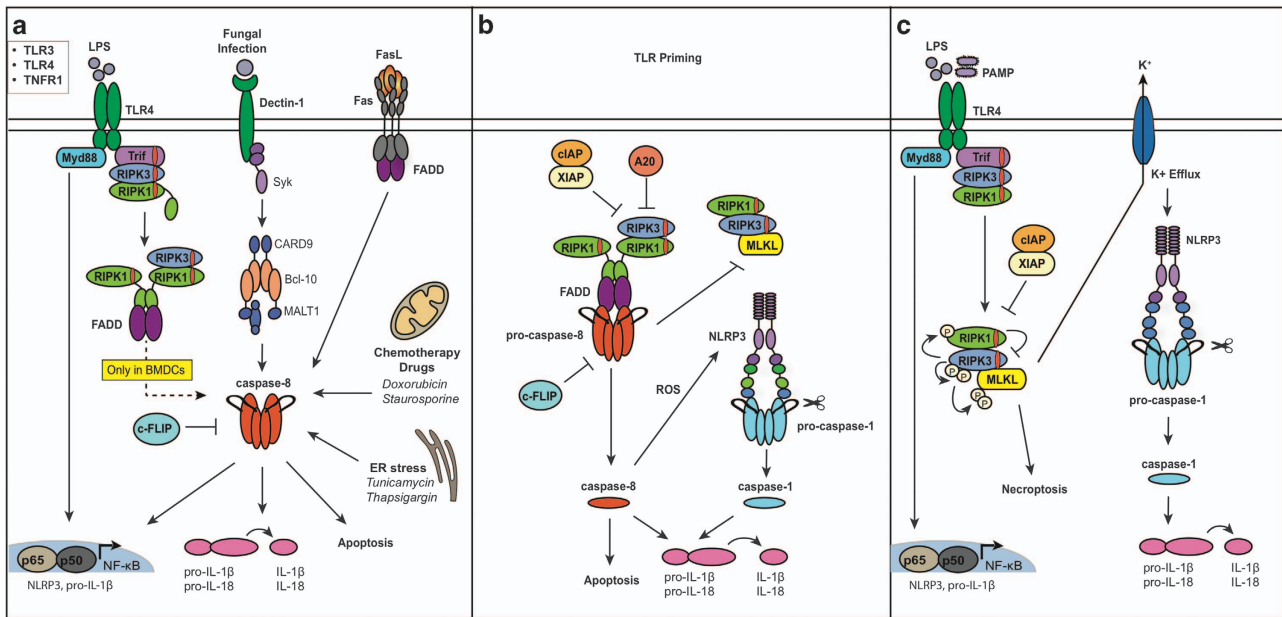 a
• TLR3
• TLR4
• TNFR1
LPS
TLR4
Myd88
Trif
RIPK3
RIPK1
RIPK3
RIPK1
RIPK1
FADD
Only in BMDCs
c-FLIP
Fungal
Infection
Dectin-1
Syk
CARD9
Bcl-10
MALT1
caspase-8
FasL
Fas
FADD
Chemotherapy
Drugs
Doxorubicin
Staurosporine
ER stress
Tunicamycin
Thapsigargin
Apoptosis
p65
p50
NF-κB
NLRP3, pro-IL-1β
pro-IL-1β
pro-IL-18
IL-1β
IL-18
b
TLR Priming
cIAP
XIAP
A20
RIPK3
RIPK1
RIPK1
FADD
pro-caspase-8
c-FLIP
RIPK1
RIPK3
MLKL
NLRP3
ROS
pro-caspase-1
caspase-8
caspase-1
Apoptosis
pro-IL-1β
pro-IL-18
IL-1β
IL-18
c
LPS
PAMP
TLR4
Myd88
Trif
RIPK3
RIPK1
cIAP
XIAP
P
RIPK1
RIPK3
P
P
MLKL
P
P
Necroptosis
K⁺
K+ Efflux
NLRP3
pro-caspase-1
caspase-1
p65
p50
NF-κB
NLRP3, pro-IL-1β
pro-IL-1β
pro-IL-18
IL-1β
IL-18